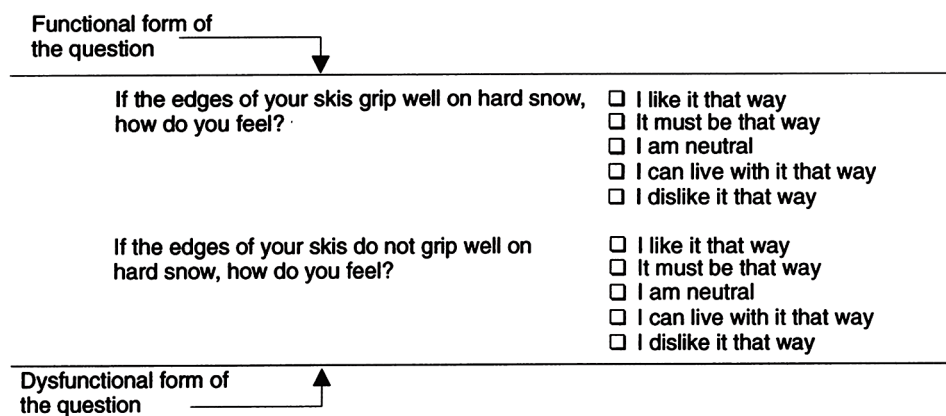 Functional form of
the question
If the edges of your skis grip well on hard snow,
how do you feel?
☐ I like it that way
☐ It must be that way
☐ I am neutral
☐ I can live with it that way
☐ I dislike it that way
If the edges of your skis do not grip well on
hard snow, how do you feel?
☐ I like it that way
☐ It must be that way
☐ I am neutral
☐ I can live with it that way
☐ I dislike it that way
Dysfunctional form of
the question